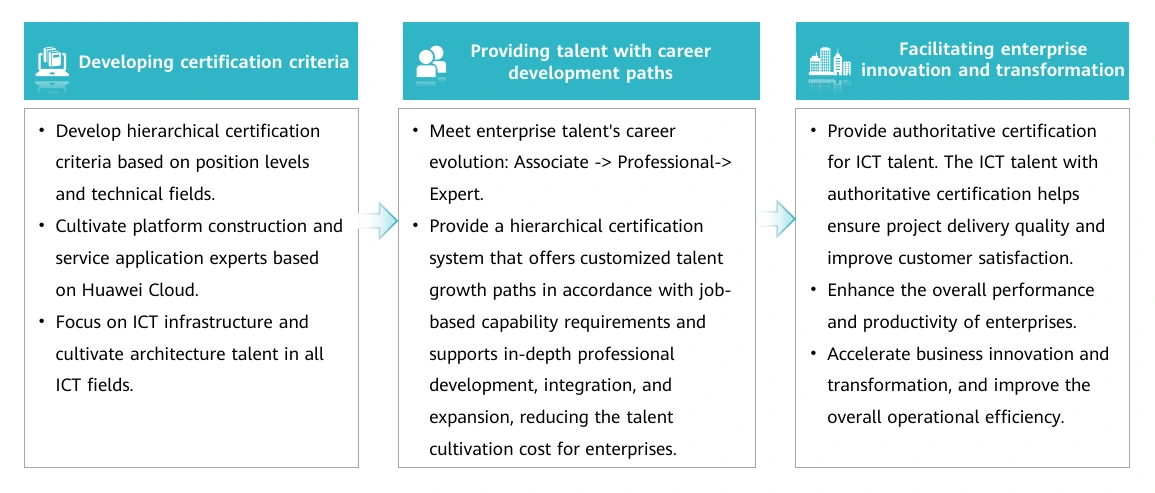 Developing certification criteria
• Develop hierarchical certification
criteria based on position levels
and technical fields.
• Cultivate platform construction and
service application experts based
on Huawei Cloud.
• Focus on ICT infrastructure and
cultivate architecture talent in all
ICT fields.
Providing talent with career
development paths
• Meet enterprise talent's career
evolution: Associate -> Professional->
Expert.
• Provide a hierarchical certification
system that offers customized talent
growth paths in accordance with job-
based capability requirements and
supports in-depth professional
development, integration, and
expansion, reducing the talent
cultivation cost for enterprises.
Facilitating enterprise
innovation and transformation
• Provide authoritative certification
for ICT talent. The ICT talent with
authoritative certification helps
ensure project delivery quality and
improve customer satisfaction.
• Enhance the overall performance
and productivity of enterprises.
• Accelerate business innovation and
transformation, and improve the
overall operational efficiency.